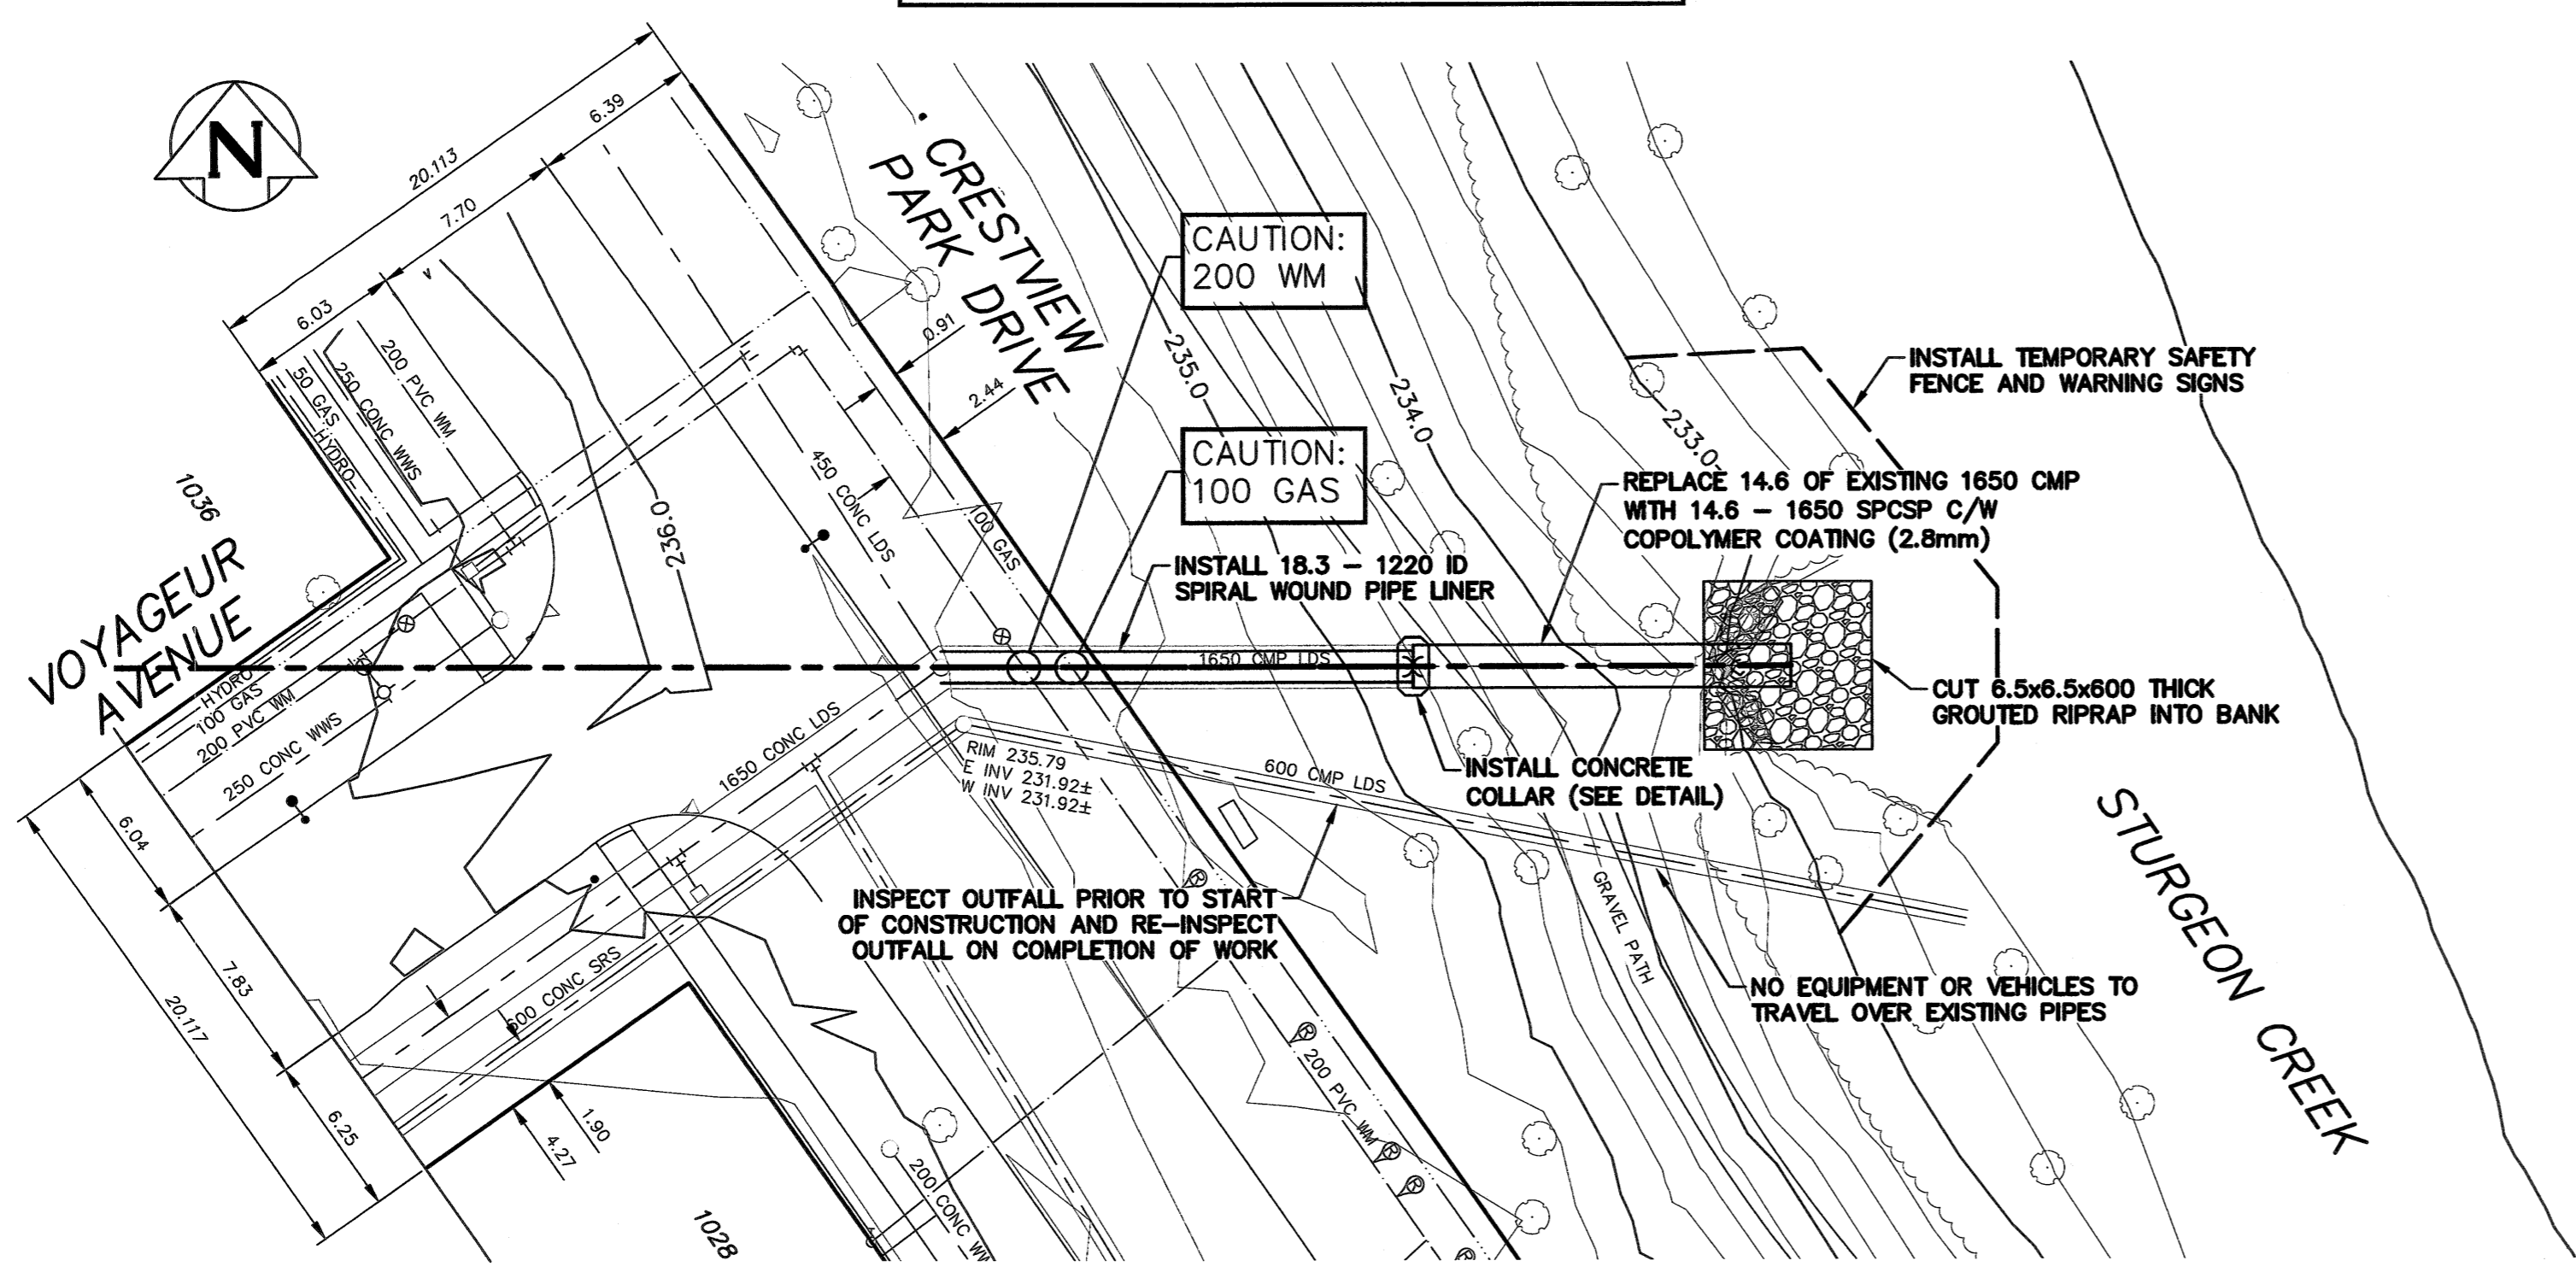 N
6.39
20.113
7.70
6.03
CRESTVIEW
PARK DRIVE
CAUTION:
200 WM
0.91
2.44
235.0
234.0
233.0
INSTALL TEMPORARY SAFETY
FENCE AND WARNING SIGNS
200 PVC WM
250 CONC WWS
50 GAS
HYDRO
450 CONC LDS
CAUTION:
100 GAS
100 GAS
236.0
1036
VOYAGEUR
AVENUE
REPLACE 14.6 OF EXISTING 1650 CMP
WITH 14.6 – 1650 SPCSP C/W
COPOLYMER COATING (2.8mm)
INSTALL 18.3 – 1220 ID
SPIRAL WOUND PIPE LINER
1650 CMP LDS
HYDRO
100 GAS
200 PVC WM
250 CONC WWS
1650 CONC LDS
CUT 6.5x6.5x600 THICK
GROUTED RIPRAP INTO BANK
RIM 235.79
E INV 231.92±
W INV 231.92±
600 CMP LDS
INSTALL CONCRETE
COLLAR (SEE DETAIL)
6.04
7.83
20.117
6.25
INSPECT OUTFALL PRIOR TO START
OF CONSTRUCTION AND RE–INSPECT
OUTFALL ON COMPLETION OF WORK
GRAVEL PATH
NO EQUIPMENT OR VEHICLES TO
TRAVEL OVER EXISTING PIPES
STURGEON CREEK
600 CONC SRS
1.90
4.27
R
R
200 PVC WM
R
R
R
200 CONC WW
1028